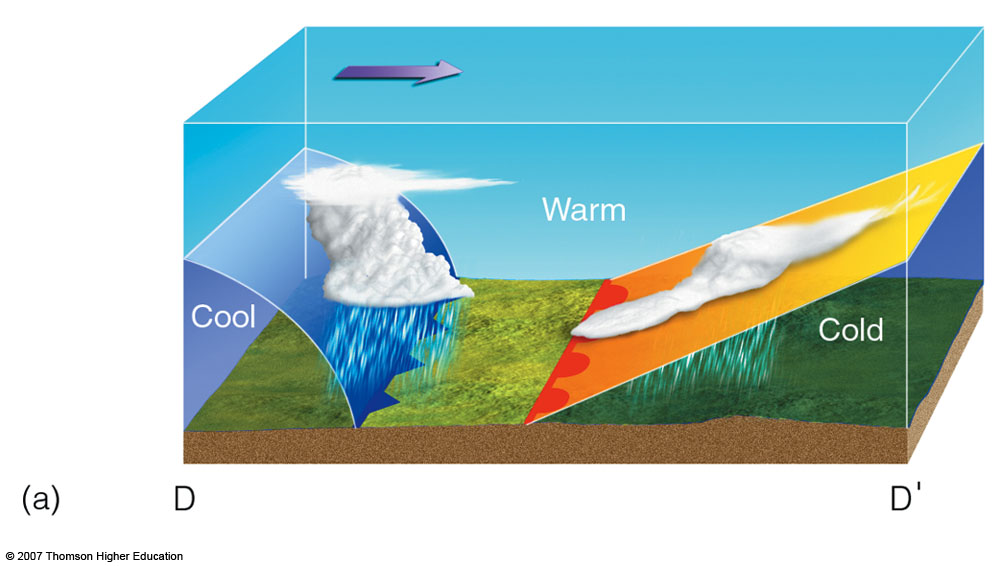 Warm
Cool
Cold
(a) D D'
© 2007 Thomson Higher Education